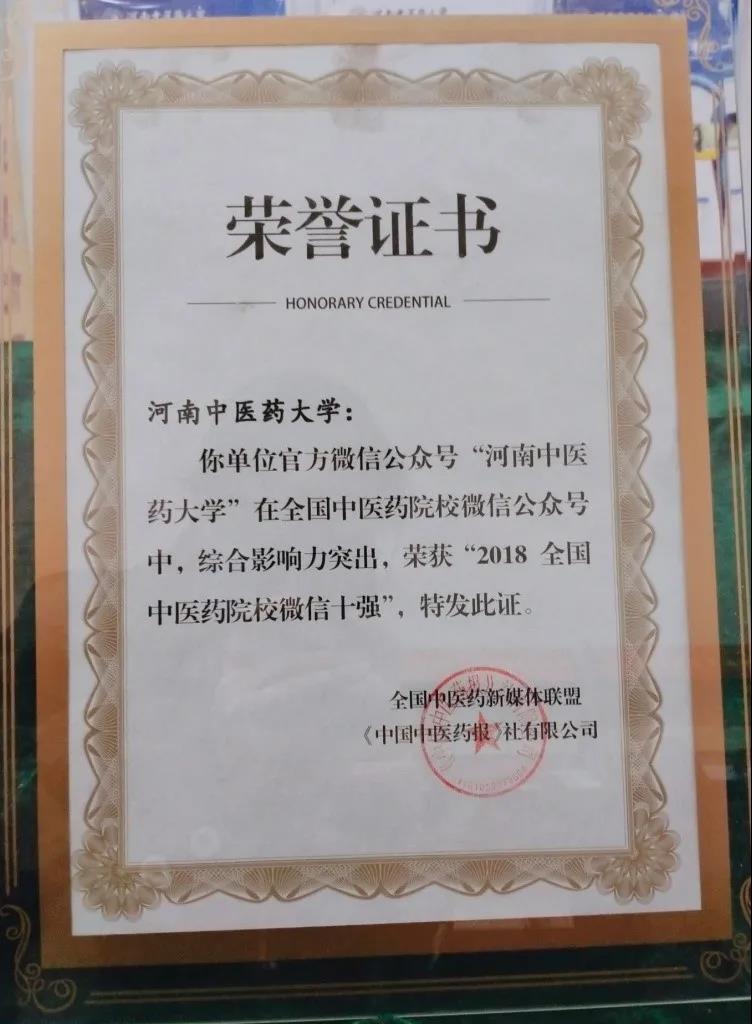 荣誉证书
HONORARY CREDENTIAL
河南中医药大学：
你单位官方微信公众号“河南中医
药大学”在全国中医药院校微信公众号
中，综合影响力突出，荣获“2018 全国
中医药院校微信十强”，特发此证。
全国中医药新媒体联盟
《中国中医药报》社有限公司